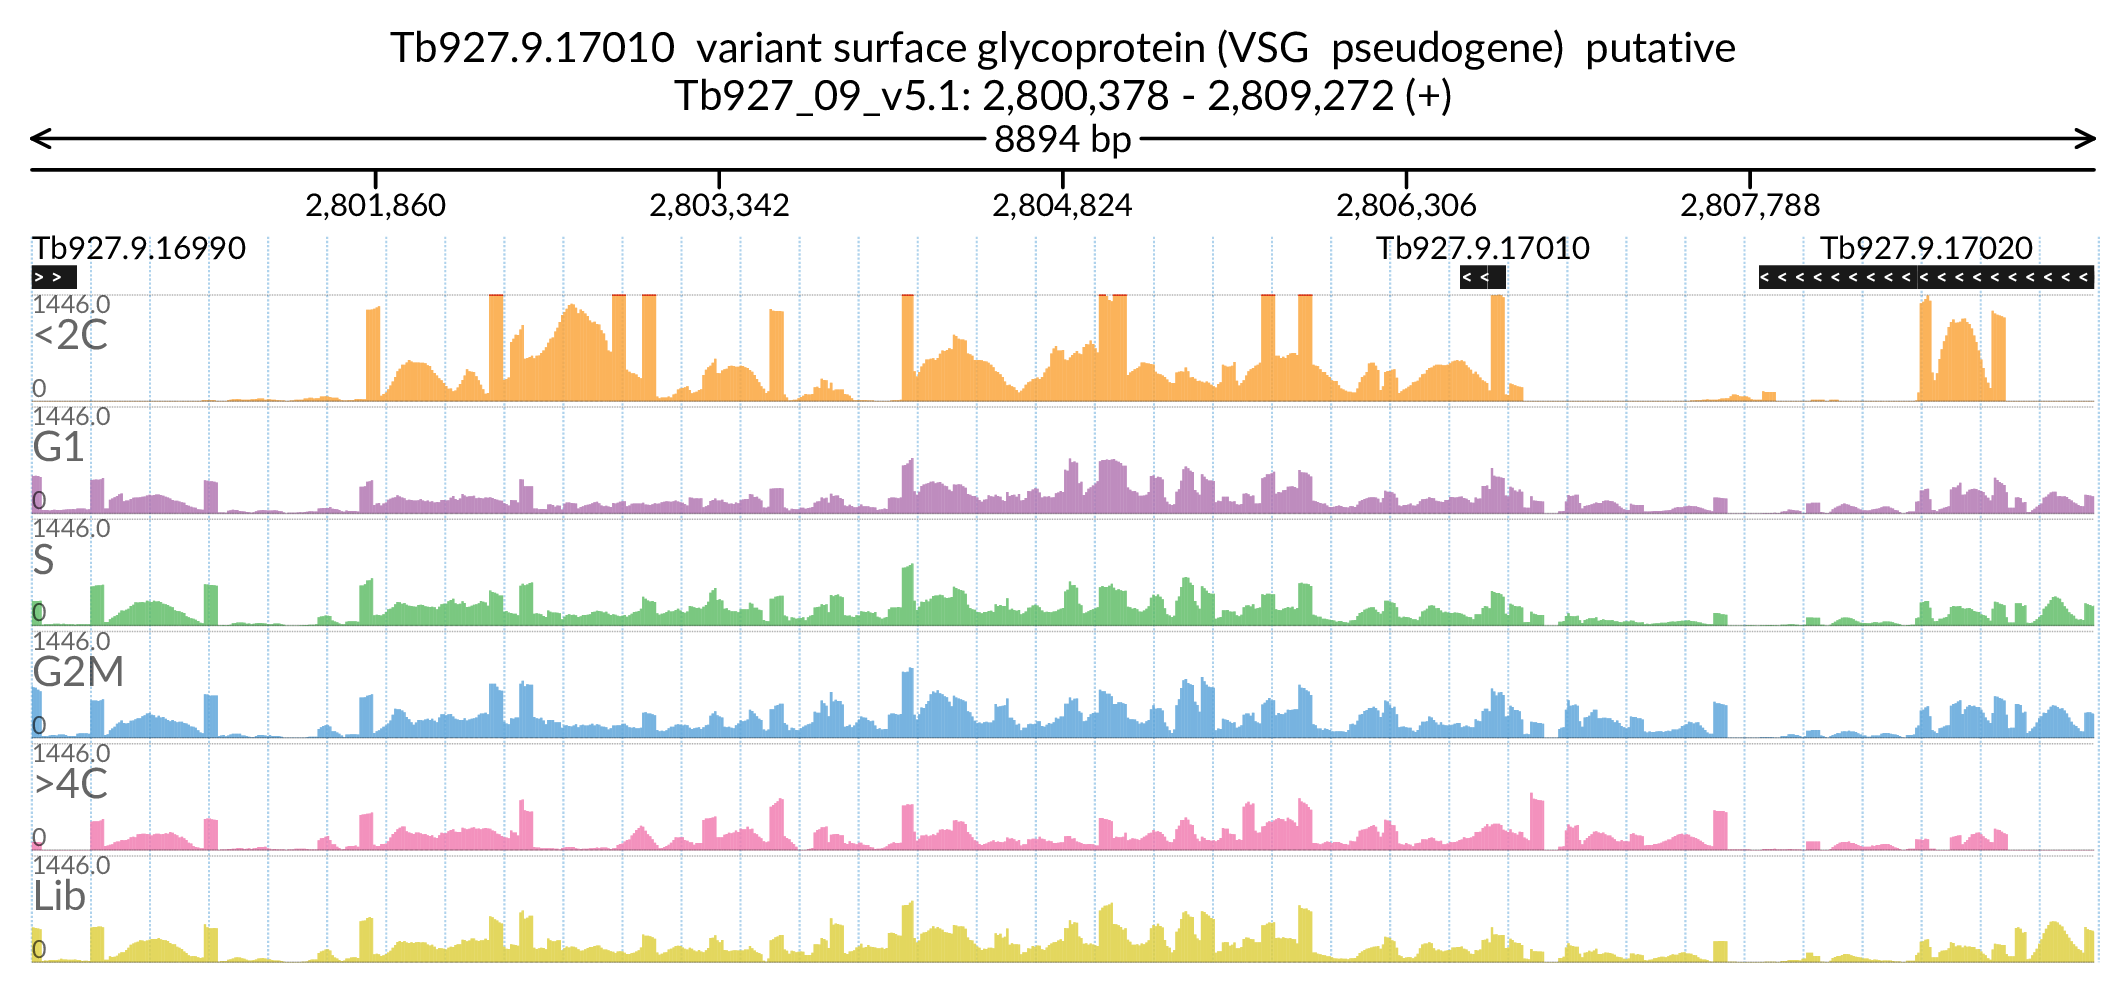 Tb927.9.17010 variant surface glycoprotein (VSG pseudogene) putative
Tb927_09_v5.1: 2,800,378 - 2,809,272 (+)
8894 bp
2,801,860 2,803,342 2,804,824 2,806,306 2,807,788
Tb927.9.16990 Tb927.9.17010 Tb927.9.17020
1446.0
<2C
0
1446.0
G1
0
1446.0
S
0
1446.0
G2M
0
1446.0
>4C
0
1446.0
Lib
0